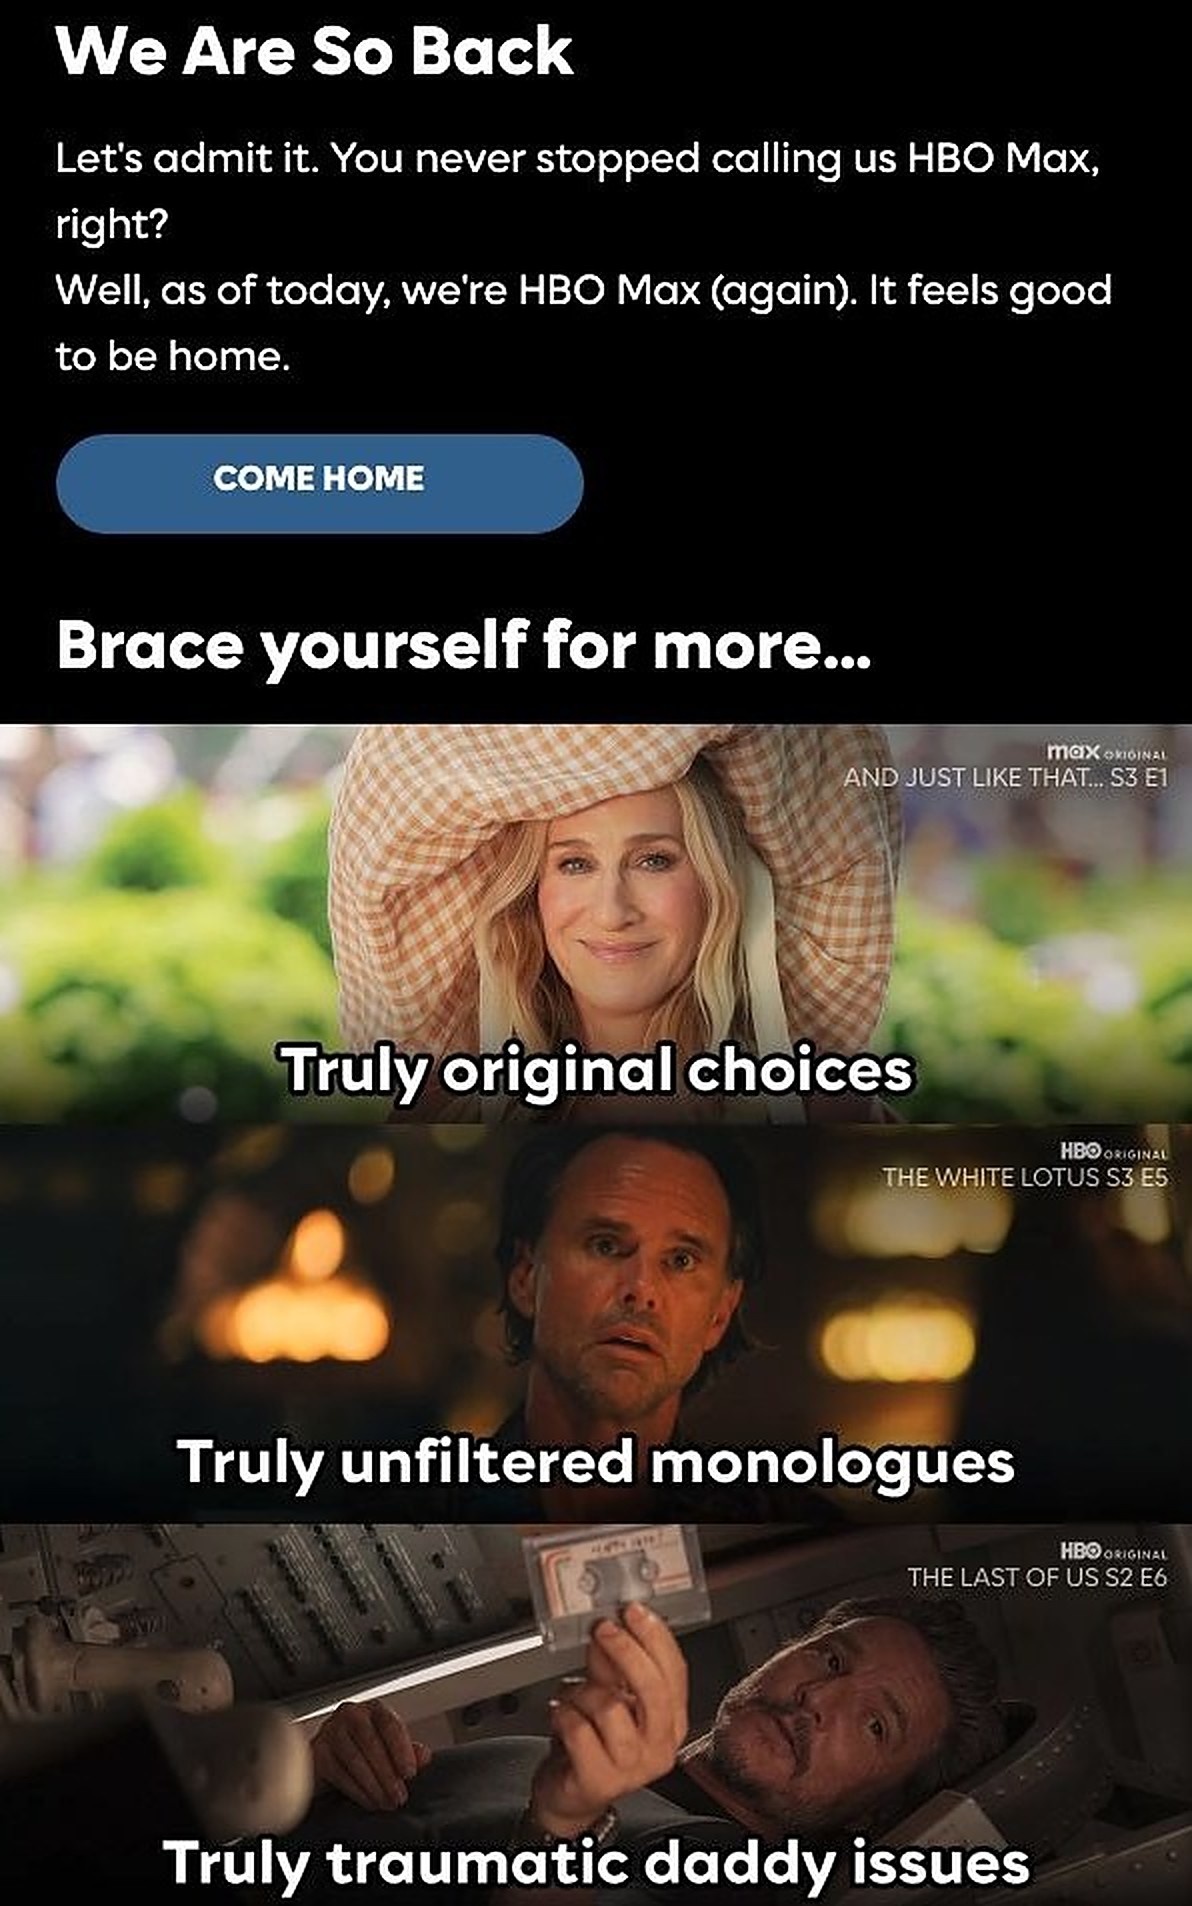 We Are So Back
Let's admit it. You never stopped calling us HBO Max,
right?
Well, as of today, we're HBO Max (again). It feels good
to be home.
COME HOME
Brace yourself for more...
max ORIGINAL
AND JUST LIKE THAT... S3 E1
Truly original choices
HBO ORIGINAL
THE WHITE LOTUS S3 E5
Truly unfiltered monologues
HBO ORIGINAL
THE LAST OF US S2 E6
Truly traumatic daddy issues